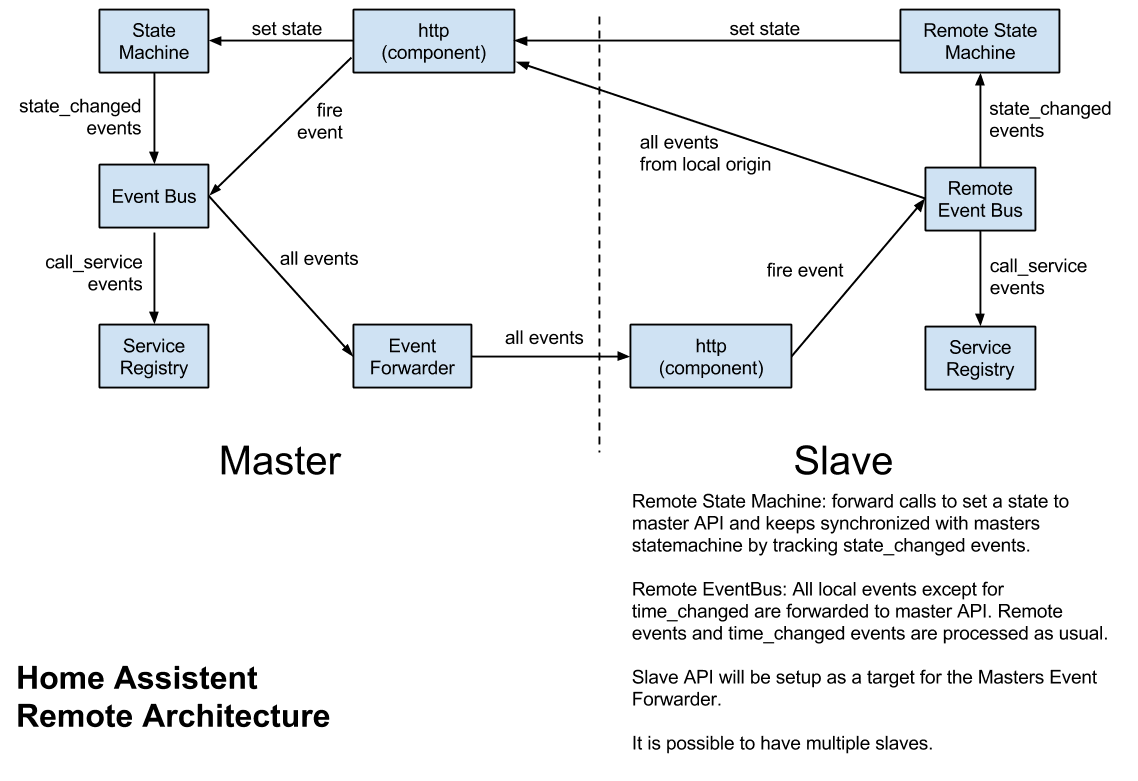 State
Machine
set state
http
(component)
set state
Remote State
Machine
state_changed
events
fire
event
all events
from local origin
state_changed
events
Event Bus
Remote
Event Bus
call_service
events
all events
fire event
call_service
events
Service
Registry
Event
Forwarder
all events
http
(component)
Service
Registry
Master
Slave
Remote State Machine: forward calls to set a state to
master API and keeps synchronized with masters
statemachine by tracking state_changed events.
Remote EventBus: All local events except for
time_changed are forwarded to master API. Remote
events and time_changed events are processed as usual.
Slave API will be setup as a target for the Masters Event
Forwarder.
It is possible to have multiple slaves.
Home Assistent
Remote Architecture